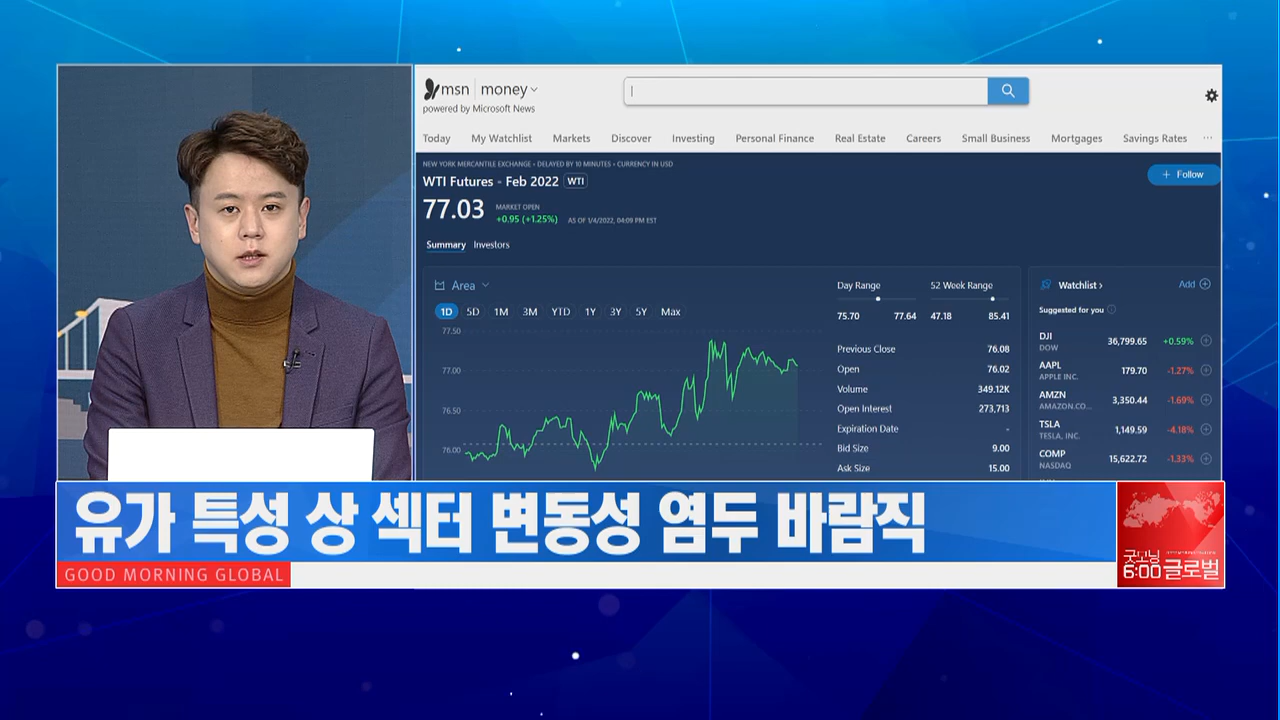 msn money
powered by Microsoft News
Today My Watchlist Markets Discover Investing Personal Finance Real Estate Careers Small Business Mortgages Savings Rates ...
NEW YORK MERCANTILE EXCHANGE • DELAYED BY 10 MINUTES • CURRENCY IN USD
WTI Futures - Feb 2022 WTI
+ Follow
77.03
MARKET OPEN
+0.95 (+1.25%) AS OF 1/4/2022, 04:09 PM EST
Summary Investors
Area
1D 5D 1M 3M YTD 1Y 3Y 5Y Max
77.50
77.00
76.50
76.00
Day Range 52 Week Range
75.70 77.64 47.18 85.41
Previous Close 76.08
Open 76.02
Volume 349.12K
Open Interest 273,713
Expiration Date -
Bid Size 9.00
Ask Size 15.00
Watchlist › Add
Suggested for you
DJI 36,799.65 +0.59%
DOW
AAPL 179.70 -1.27%
APPLE INC.
AMZN 3,350.44 -1.69%
AMAZON.CO...
TSLA 1,149.59 -4.18%
TESLA, INC.
COMP 15,622.72 -1.33%
NASDAQ
유가 특성 상 섹터 변동성 염두 바람직
GOOD MORNING GLOBAL
굿모닝
6:00 글로벌